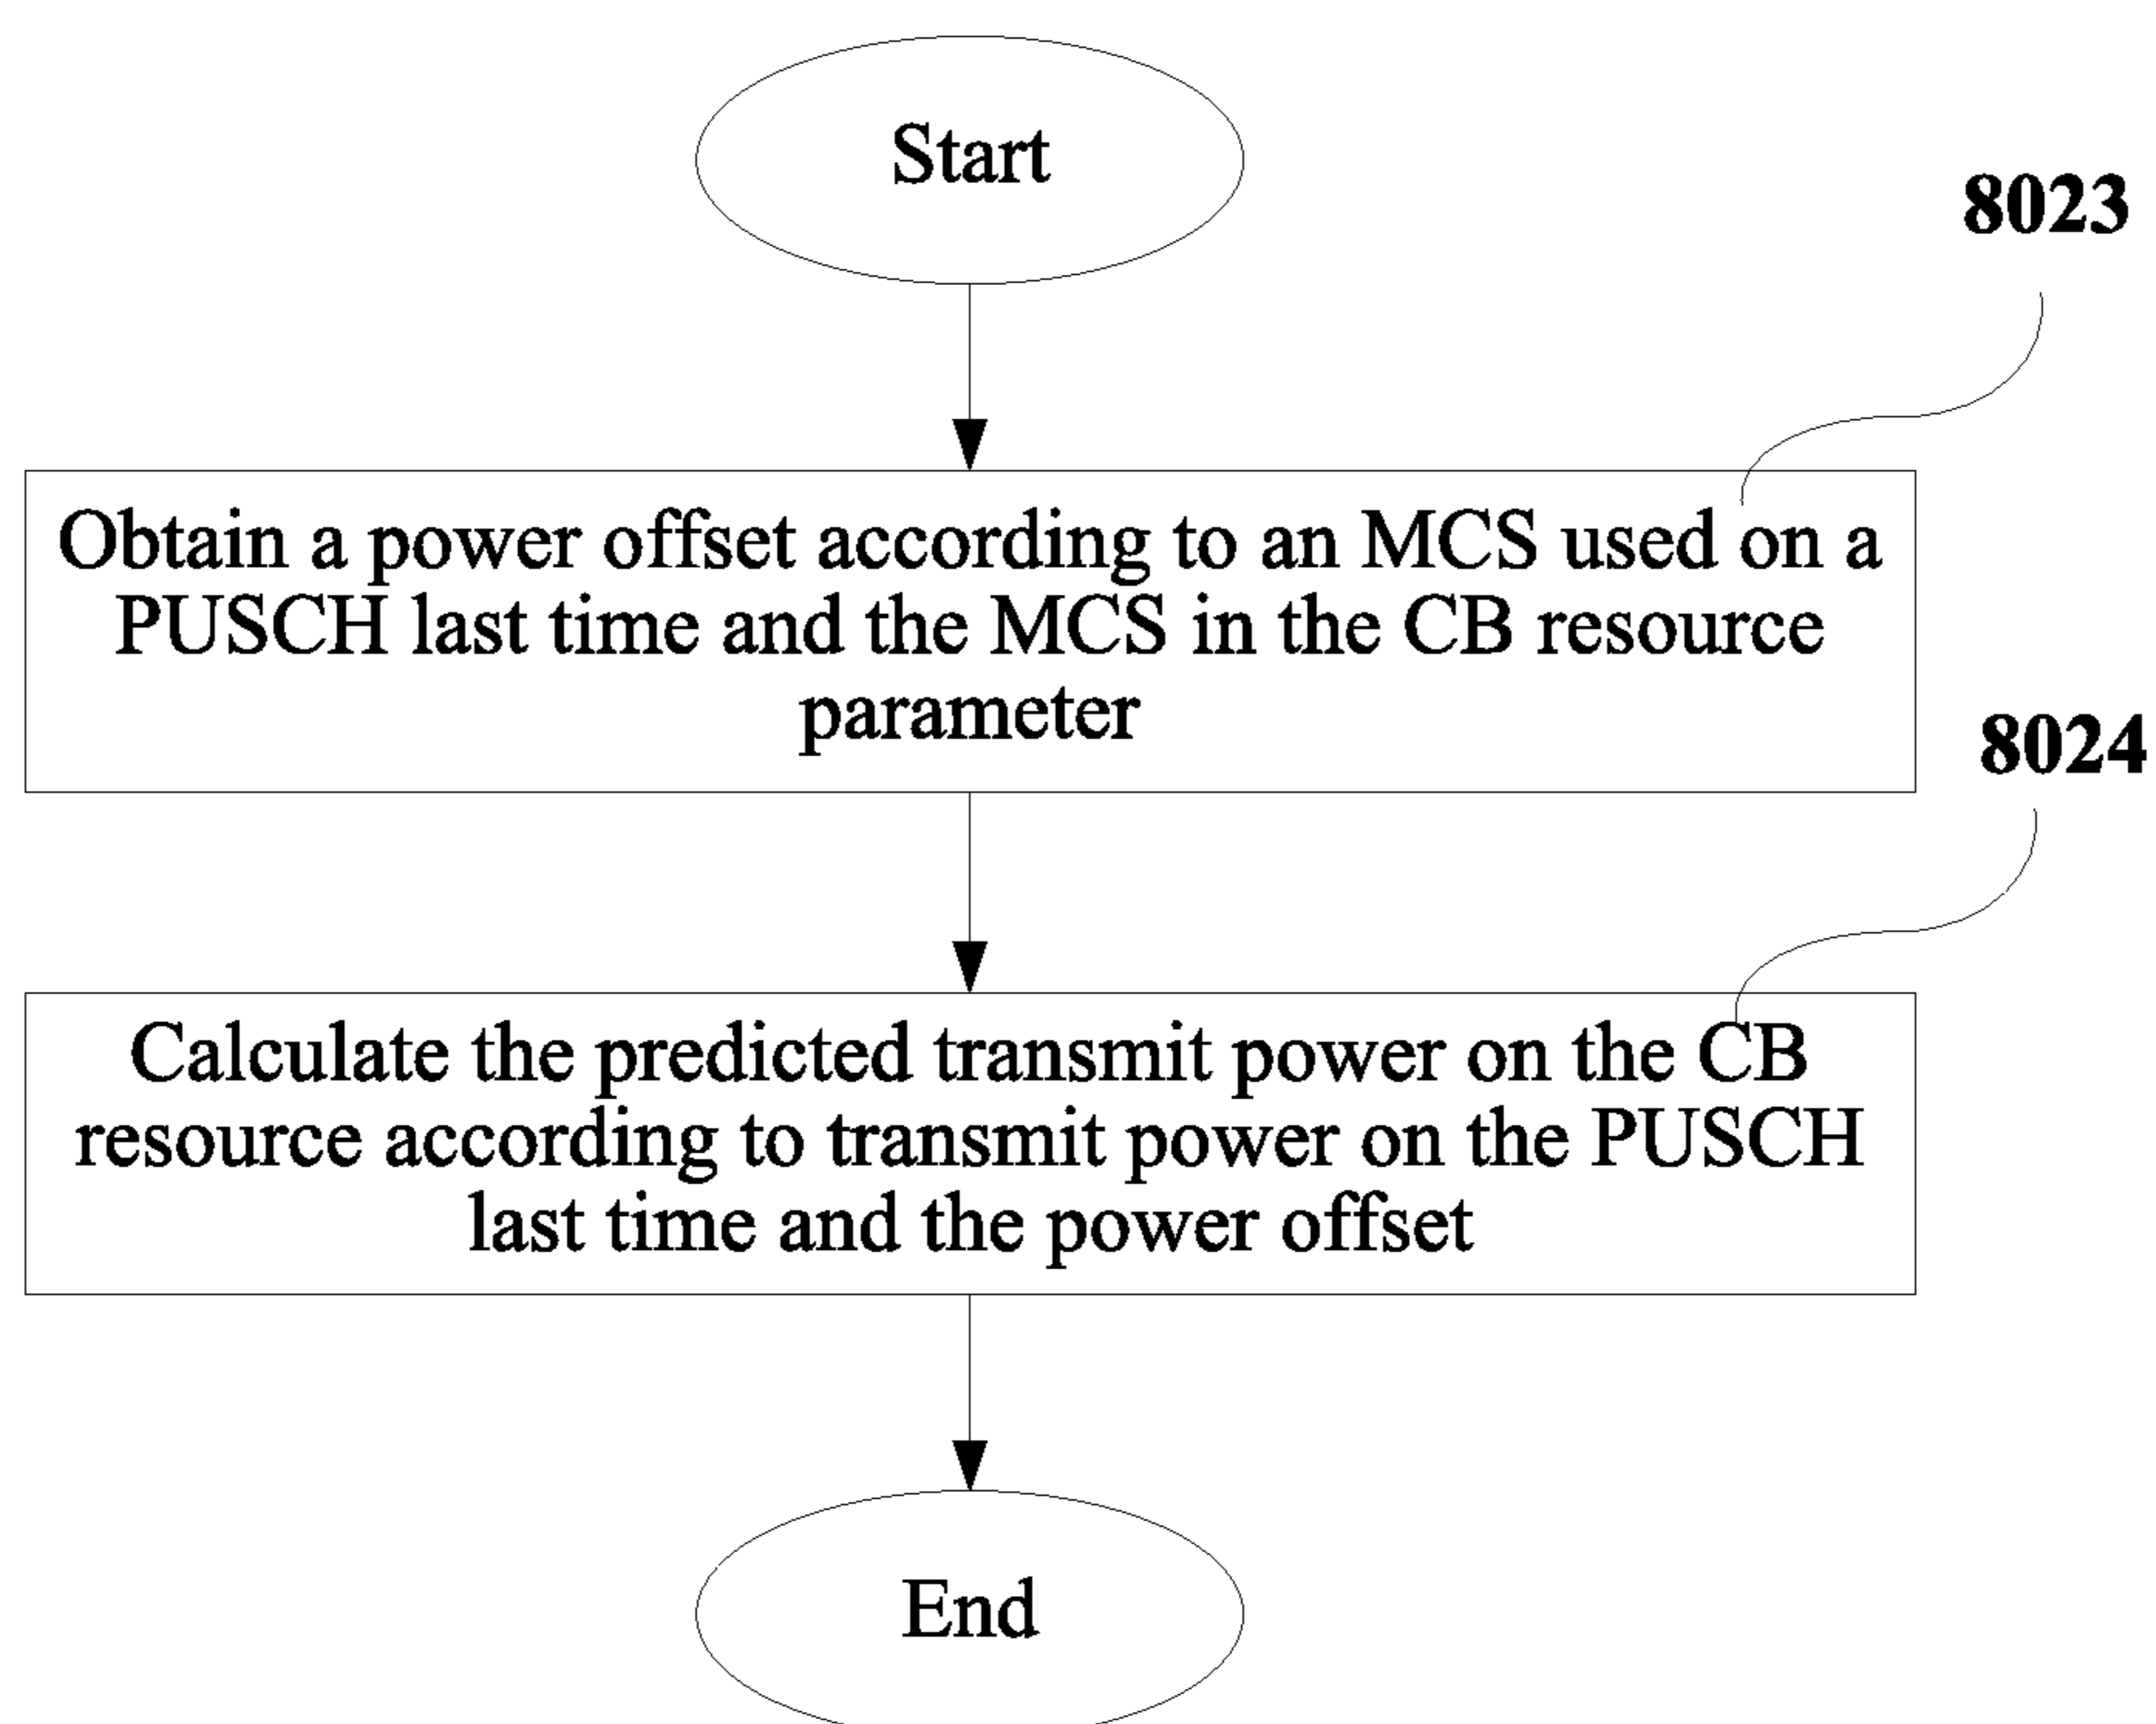 Start
8023
Obtain a power offset according to an MCS used on a
PUSCH last time and the MCS in the CB resource
parameter
8024
Calculate the predicted transmit power on the CB
resource according to transmit power on the PUSCH
last time and the power offset
End